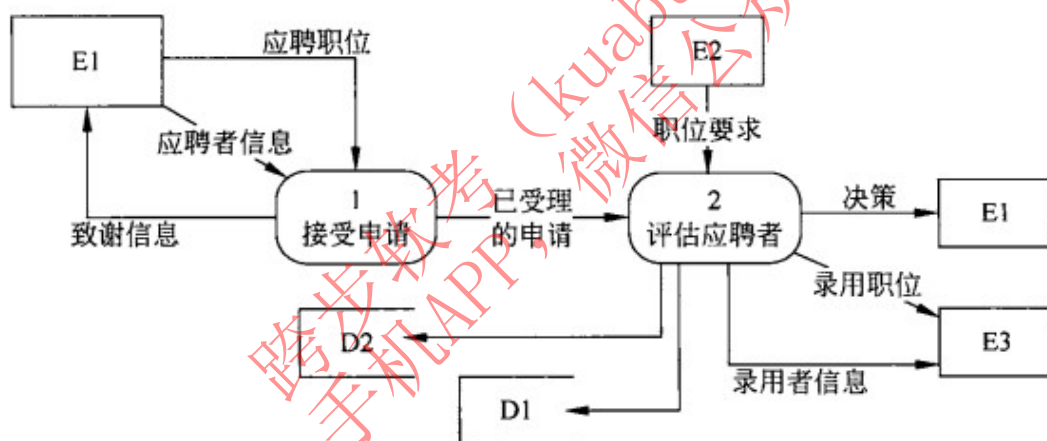 E1
应聘职位
E2
应聘者信息
职位要求
致谢信息
1
接受申请
已受理
的申请
2
评估应聘者
决策
E1
录用职位
E3
录用者信息
D2
D1
跨步软考（kuabu
手机APP，微信公众